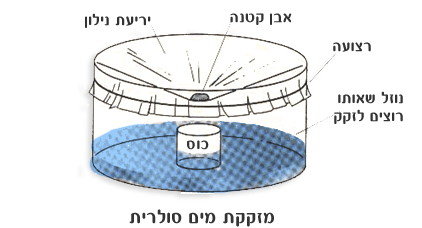 אבן קטנה
יריעת נילון
רצועה
נוזל שאותו
רוצים לזקק
כוס
מזקקת מים סולרית